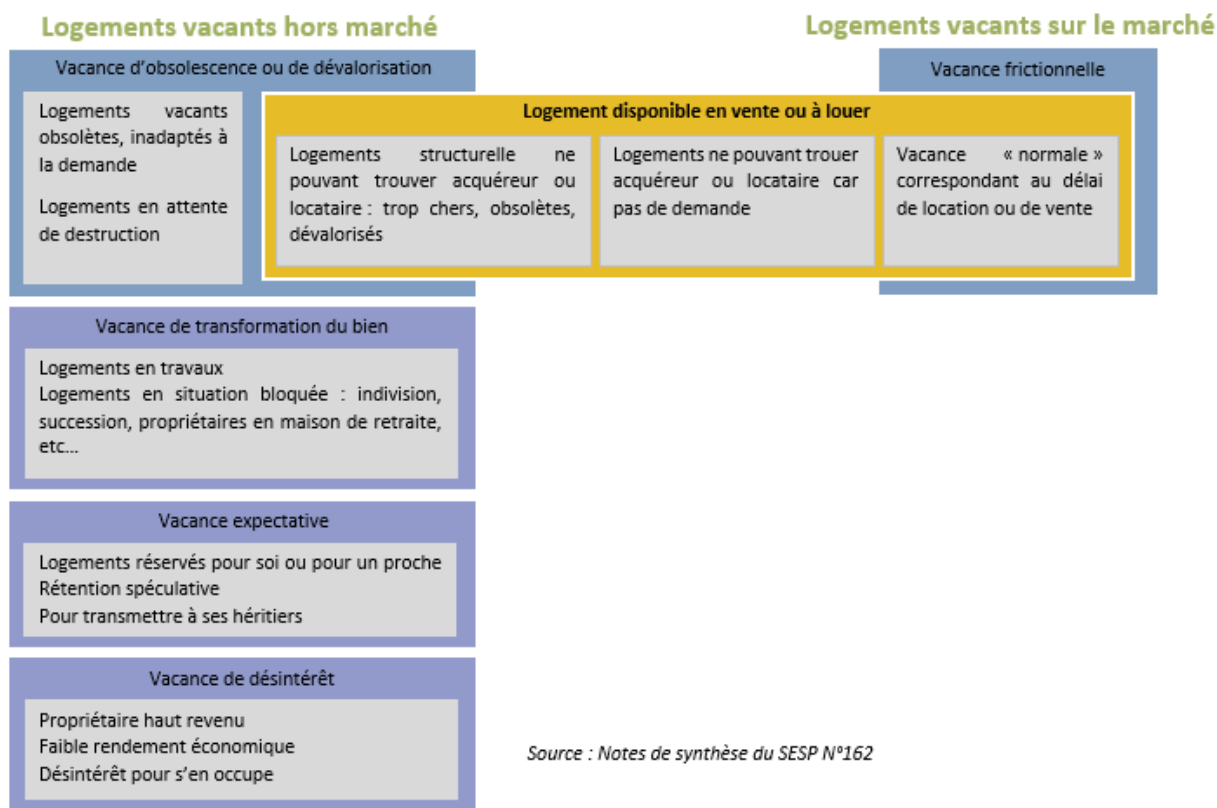 Logements vacants hors marché
Logements vacants sur le marché
Vacance d'obsolescence ou de dévalorisation
Vacance frictionnelle
Logements vacants
obsolètes, inadaptés à
la demande
Logements en attente
de destruction
Logement disponible en vente ou à louer
Logements structurelle ne
pouvant trouver acquéreur ou
locataire : trop chers, obsolètes,
dévalorisés
Logements ne pouvant trouer
acquéreur ou locataire car
pas de demande
Vacance « normale »
correspondant au délai
de location ou de vente
Vacance de transformation du bien
Logements en travaux
Logements en situation bloquée : indivision,
succession, propriétaires en maison de retraite,
etc...
Vacance expectative
Logements réservés pour soi ou pour un proche
Rétention spéculative
Pour transmettre à ses héritiers
Vacance de désintérêt
Propriétaire haut revenu
Faible rendement économique
Désintérêt pour s'en occupe
Source : Notes de synthèse du SESP N°162